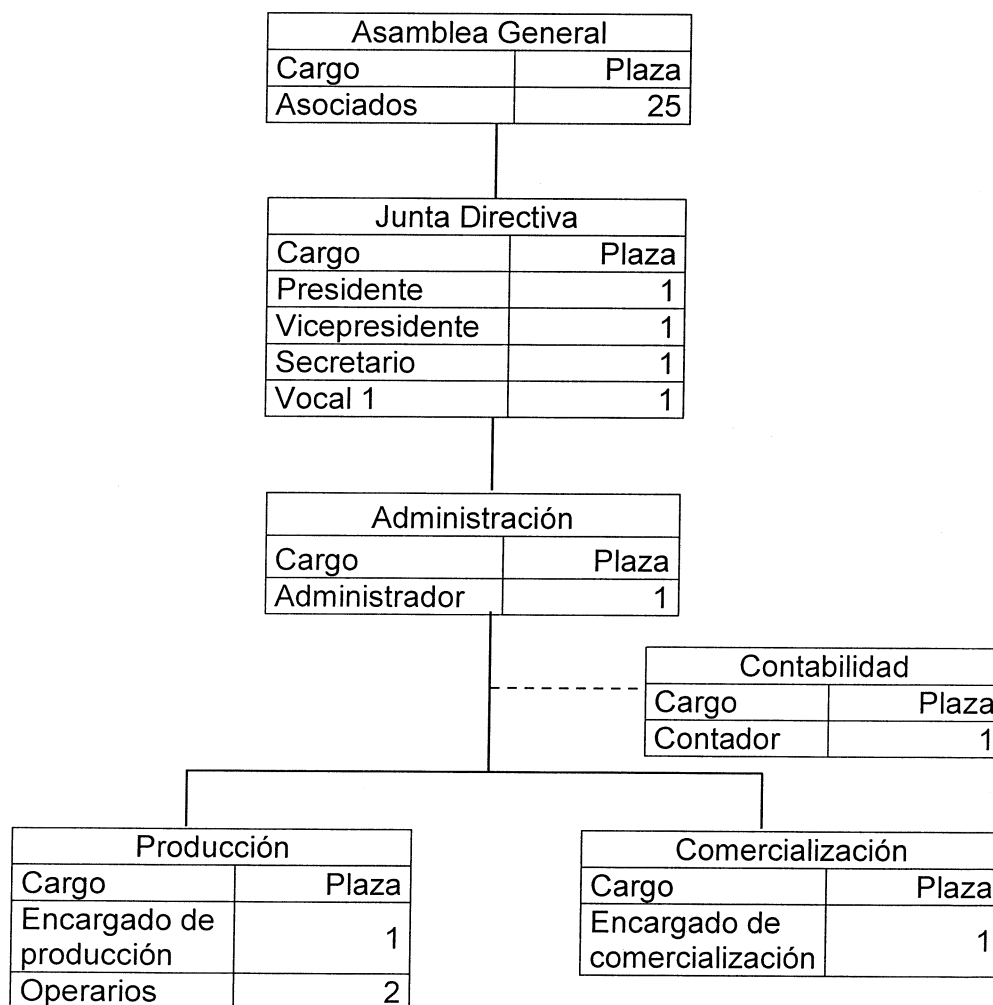 Asamblea General
Cargo Plaza
Asociados 25
Junta Directiva
Cargo Plaza
Presidente 1
Vicepresidente 1
Secretario 1
Vocal 1 1
Administración
Cargo Plaza
Administrador 1
Contabilidad
Cargo Plaza
Contador 1
Producción
Cargo Plaza
Encargado de
producción 1
Operarios 2
Comercialización
Cargo Plaza
Encargado de
comercialización 1